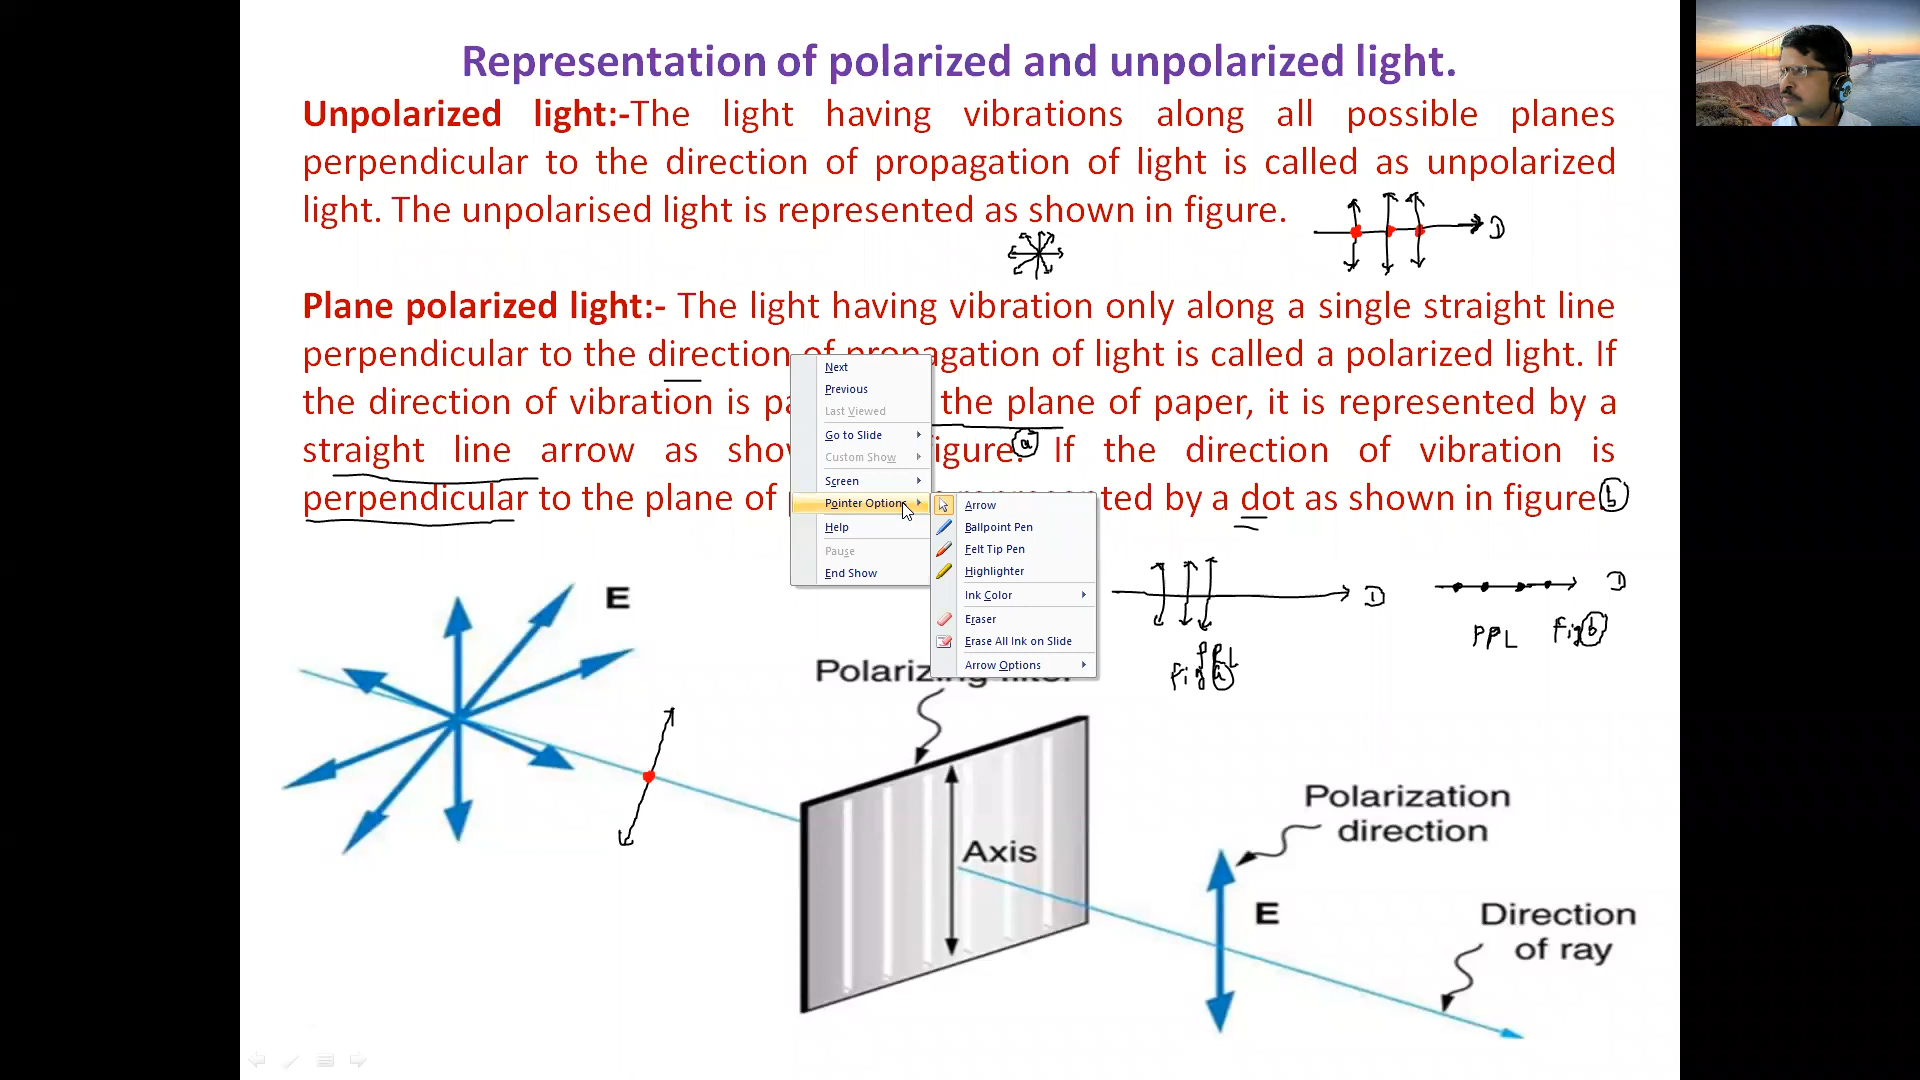 Representation of polarized and unpolarized light.
Unpolarized light:-The light having vibrations along all possible planes
perpendicular to the direction of propagation of light is called as unpolarized
light. The unpolarised light is represented as shown in figure.
D
Plane polarized light:- The light having vibration only along a single straight line
perpendicular to the direction of propagation of light is called a polarized light. If
the direction of vibration is the plane of paper, it is represented by a
straight line arrow as a If the direction of vibration is
perpendicular to the plane of by a dot as shown in figure. b
Next
Previous
Last Viewed
Go to Slide
Custom Show
Screen
Pointer Options
Help
Pause
End Show
Arrow
Ballpoint Pen
Felt Tip Pen
Highlighter
Ink Color
Eraser
Erase All Ink on Slide
Arrow Options
D
PPL
Fig a
D
PPL Fig b
E
Axis
Polarization
direction
E
Direction
of ray